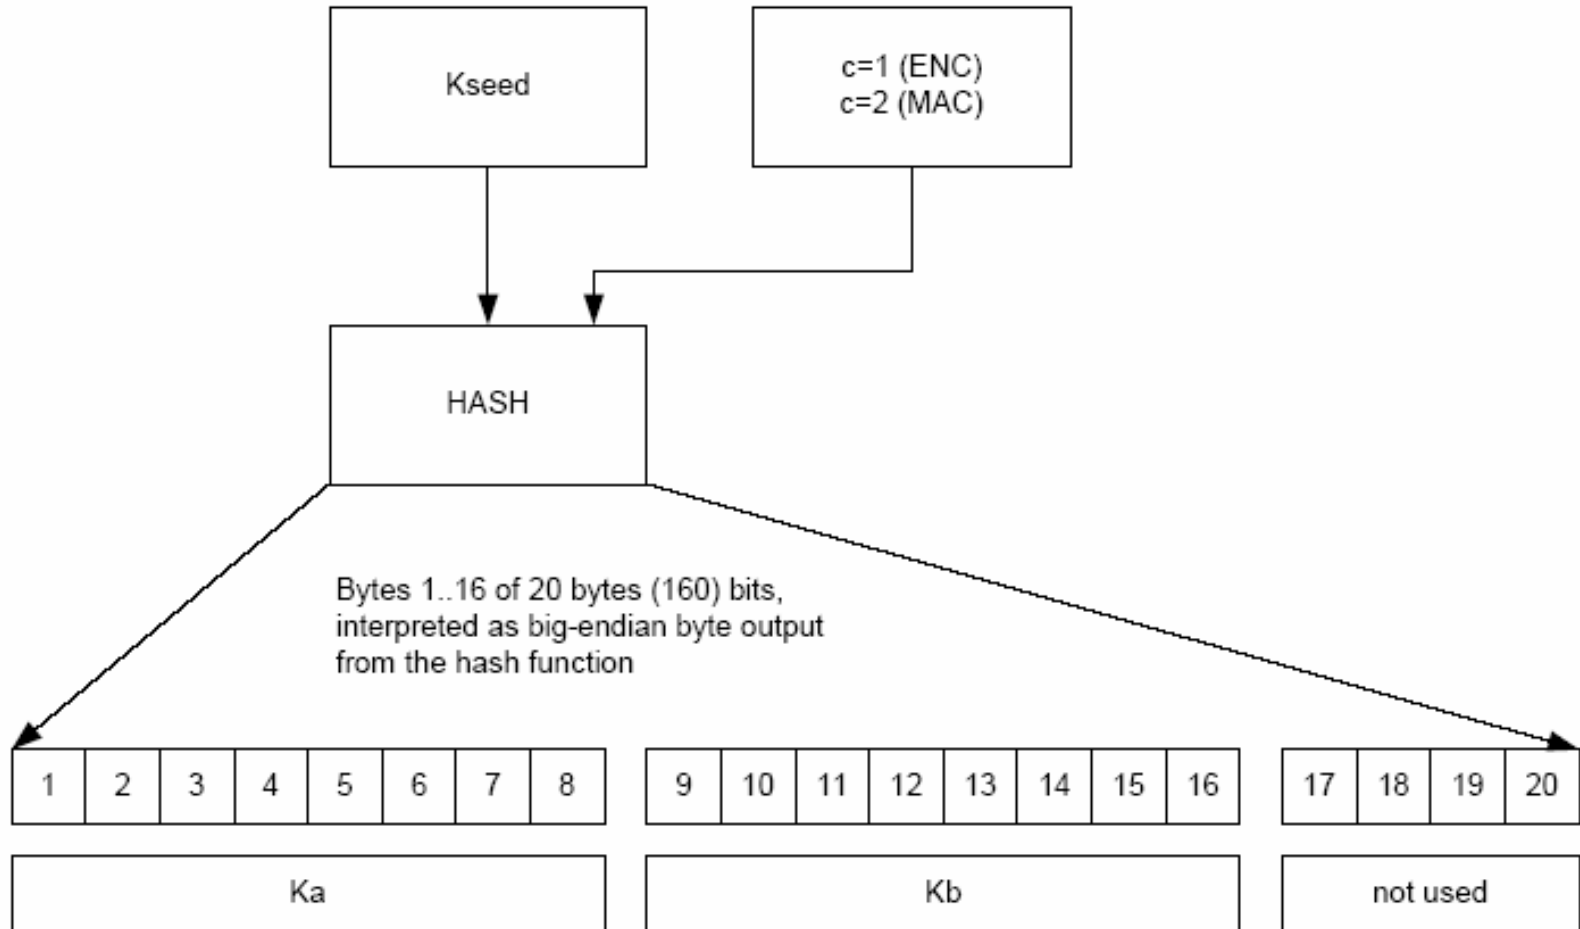 Kseed
c=1 (ENC)
c=2 (MAC)
HASH
Bytes 1..16 of 20 bytes (160) bits,
interpreted as big-endian byte output
from the hash function
1 2 3 4 5 6 7 8 9 10 11 12 13 14 15 16 17 18 19 20
Ka Kb not used